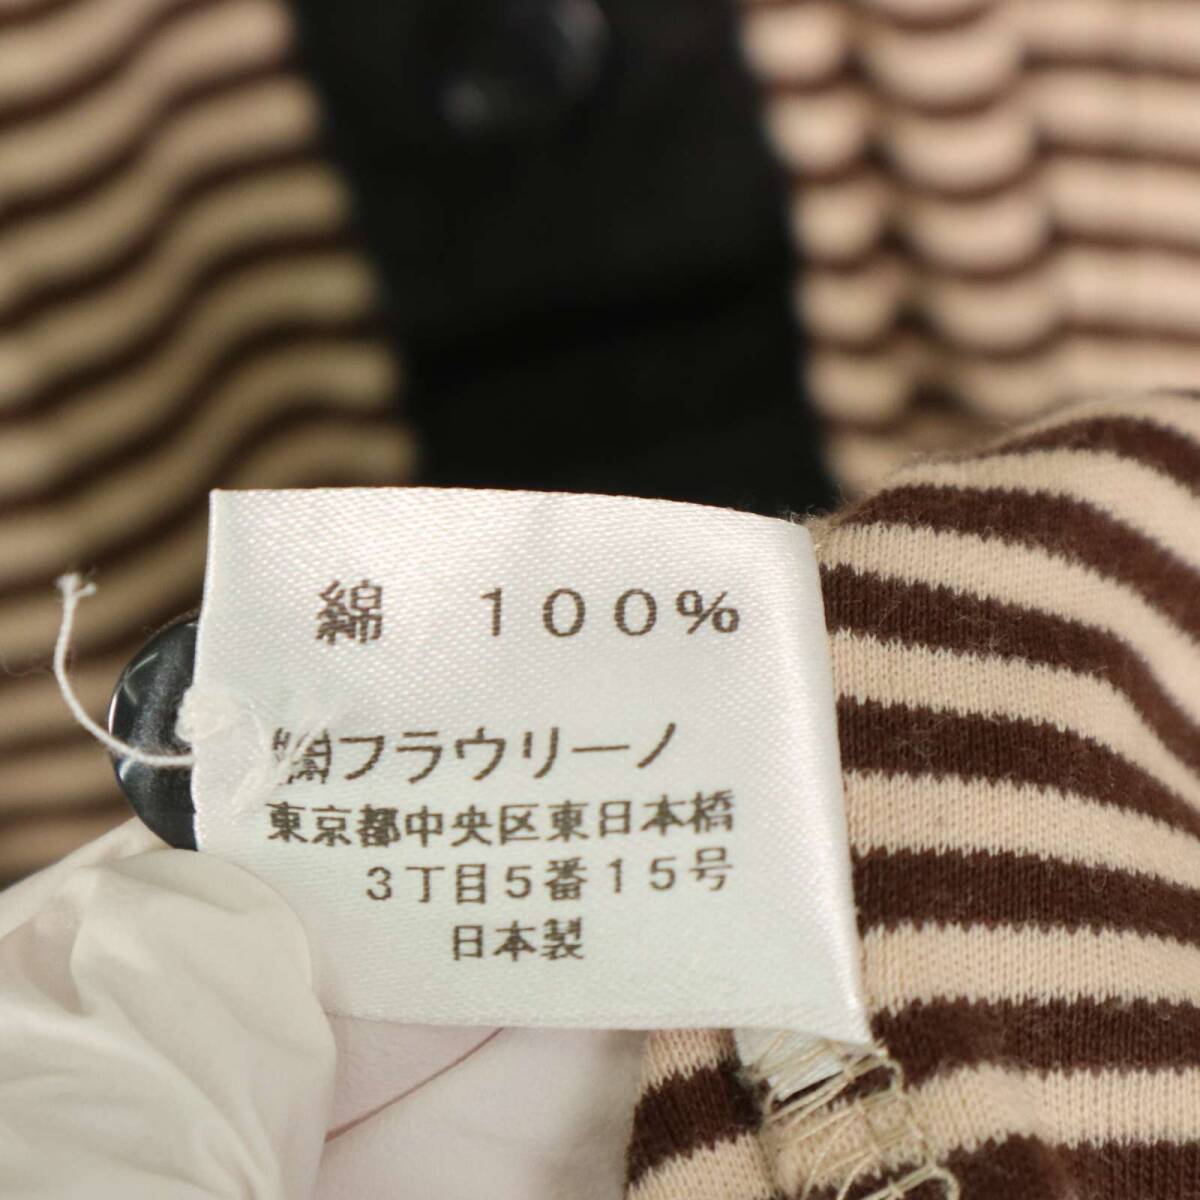 綿 100%
㈱フラウリーノ
東京都中央区東日本橋
3丁目5番15号
日本製